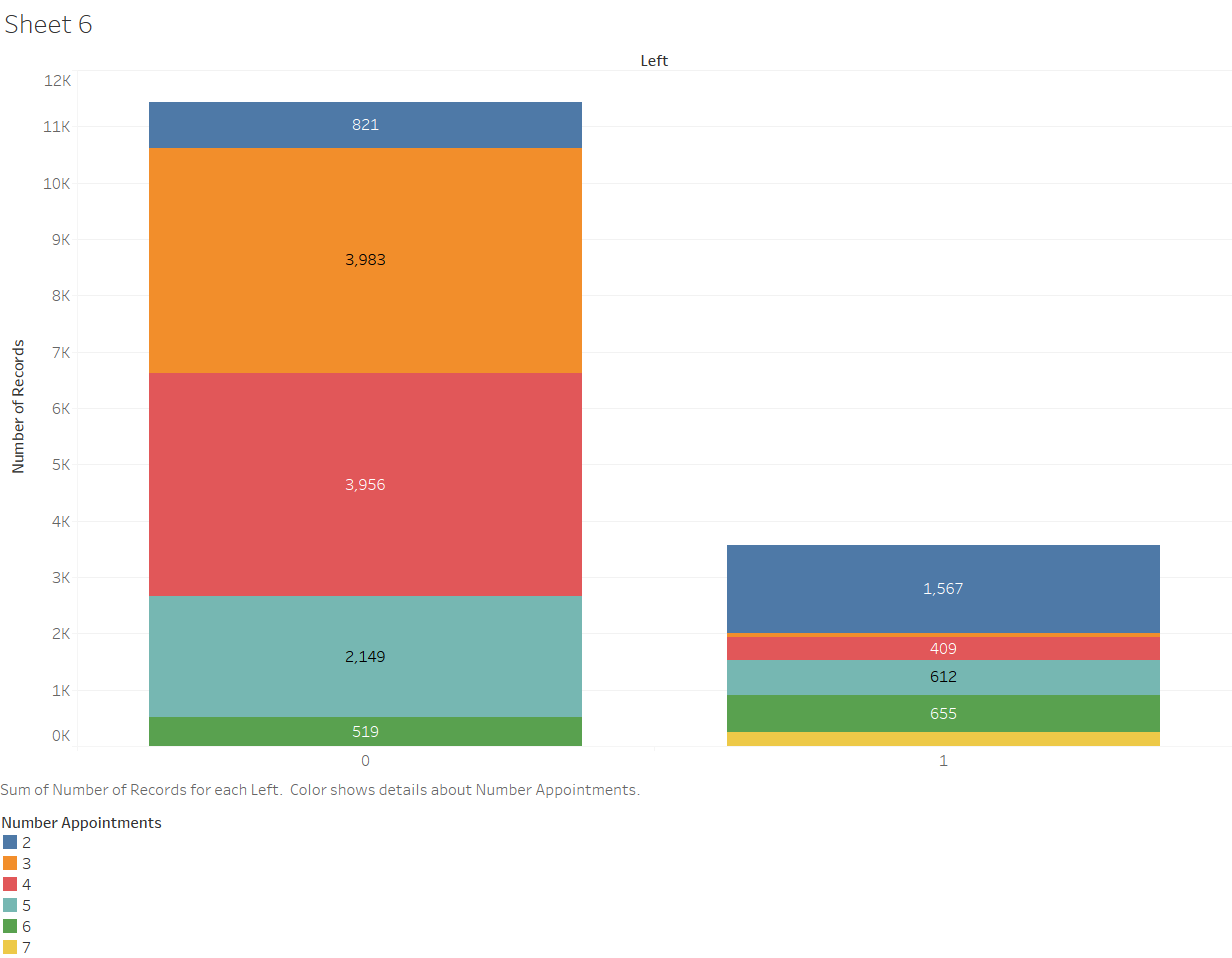 Sheet 6
Left
12K
11K
10K
9K
8K
7K
6K
5K
4K
3K
2K
1K
0K
Number of Records
821
3,983
3,956
2,149
519
1,567
409
612
655
0
1
Sum of Number of Records for each Left. Color shows details about Number Appointments.
Number Appointments
2
3
4
5
6
7